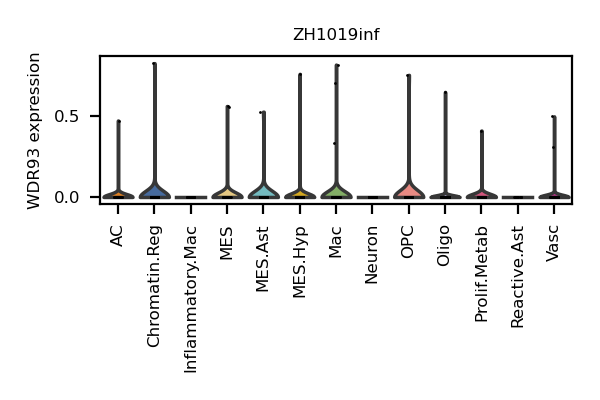 ZH1019inf
WDR93 expression
0.5
0.0
AC
Chromatin.Reg
Inflammatory.Mac
MES
MES.Ast
MES.Hyp
Mac
Neuron
OPC
Oligo
Prolif.Metab
Reactive.Ast
Vasc